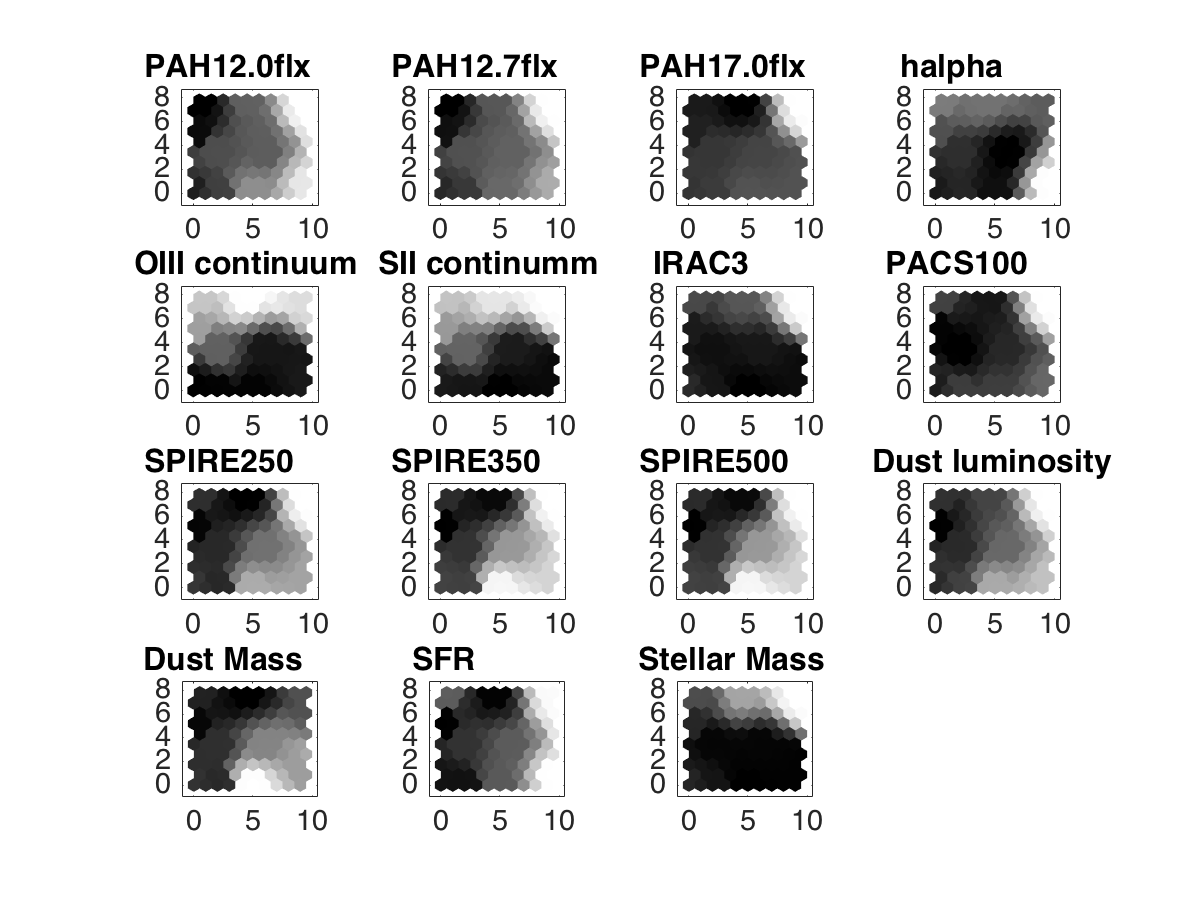 PAH12.0flx PAH12.7flx PAH17.0flx halpha
8 8 8 8
6 6 6 6
4 4 4 4
2 2 2 2
0 0 0 0
0 5 10 0 5 10 0 5 10 0 5 10
OIII continuum SII continumm IRAC3 PACS100
8 8 8 8
6 6 6 6
4 4 4 4
2 2 2 2
0 0 0 0
0 5 10 0 5 10 0 5 10 0 5 10
SPIRE250 SPIRE350 SPIRE500 Dust luminosity
8 8 8 8
6 6 6 6
4 4 4 4
2 2 2 2
0 0 0 0
0 5 10 0 5 10 0 5 10 0 5 10
Dust Mass SFR Stellar Mass
8 8 8
6 6 6
4 4 4
2 2 2
0 0 0
0 5 10 0 5 10 0 5 10